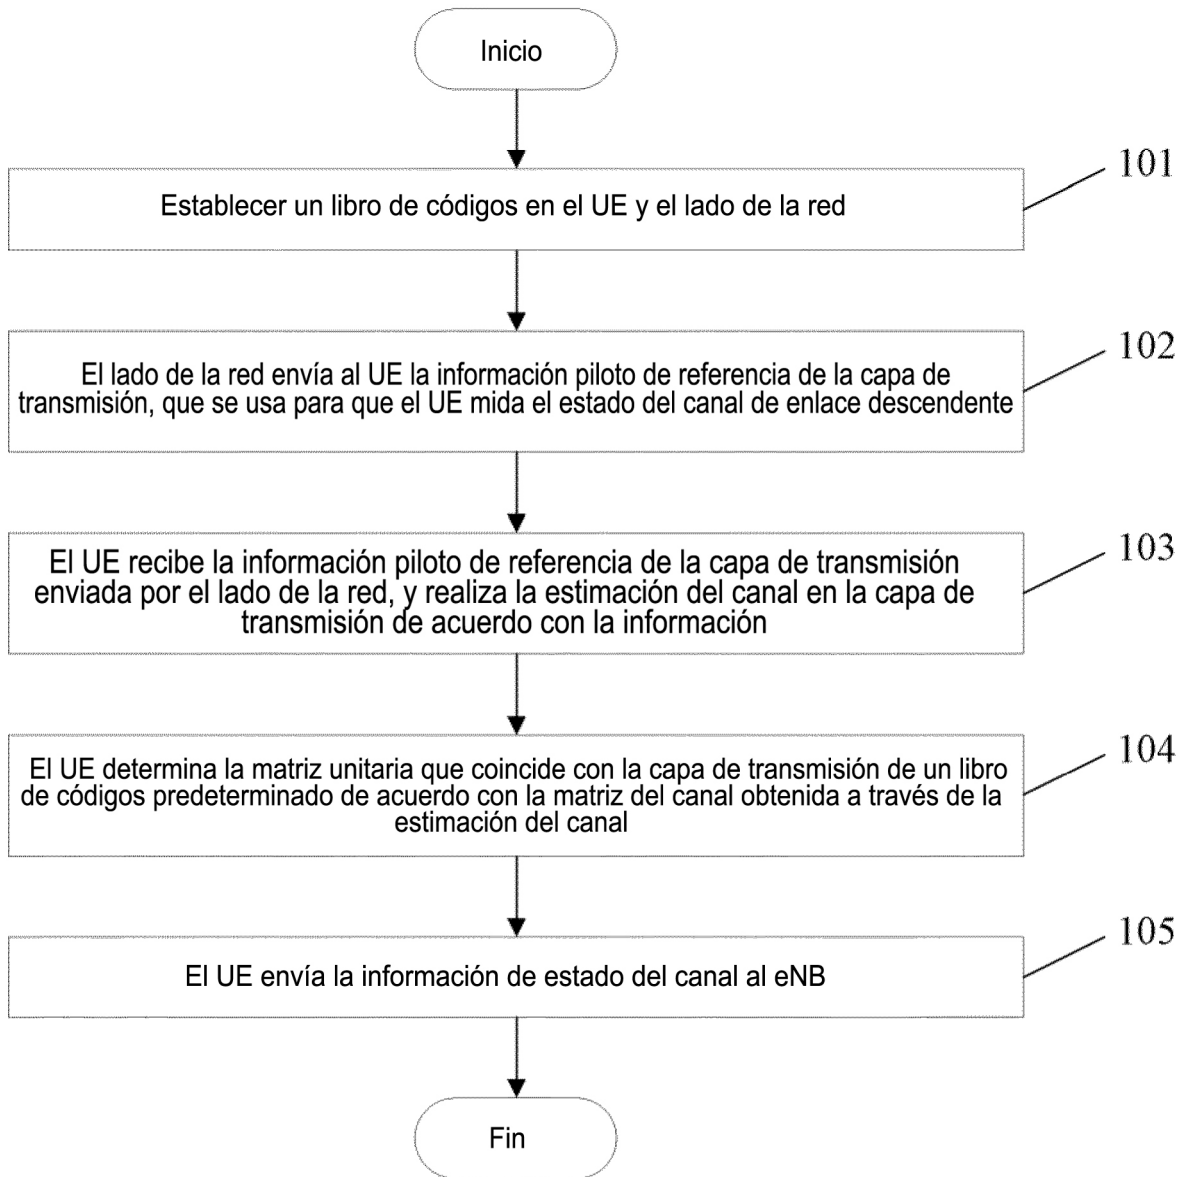 Inicio
101
Establecer un libro de códigos en el UE y el lado de la red
102
El lado de la red envía al UE la información piloto de referencia de la capa de
transmisión, que se usa para que el UE mida el estado del canal de enlace descendente
103
El UE recibe la información piloto de referencia de la capa de transmisión
enviada por el lado de la red, y realiza la estimación del canal en la capa de
transmisión de acuerdo con la información
104
El UE determina la matriz unitaria que coincide con la capa de transmisión de un libro
de códigos predeterminado de acuerdo con la matriz del canal obtenida a través de la
estimación del canal
105
El UE envía la información de estado del canal al eNB
Fin